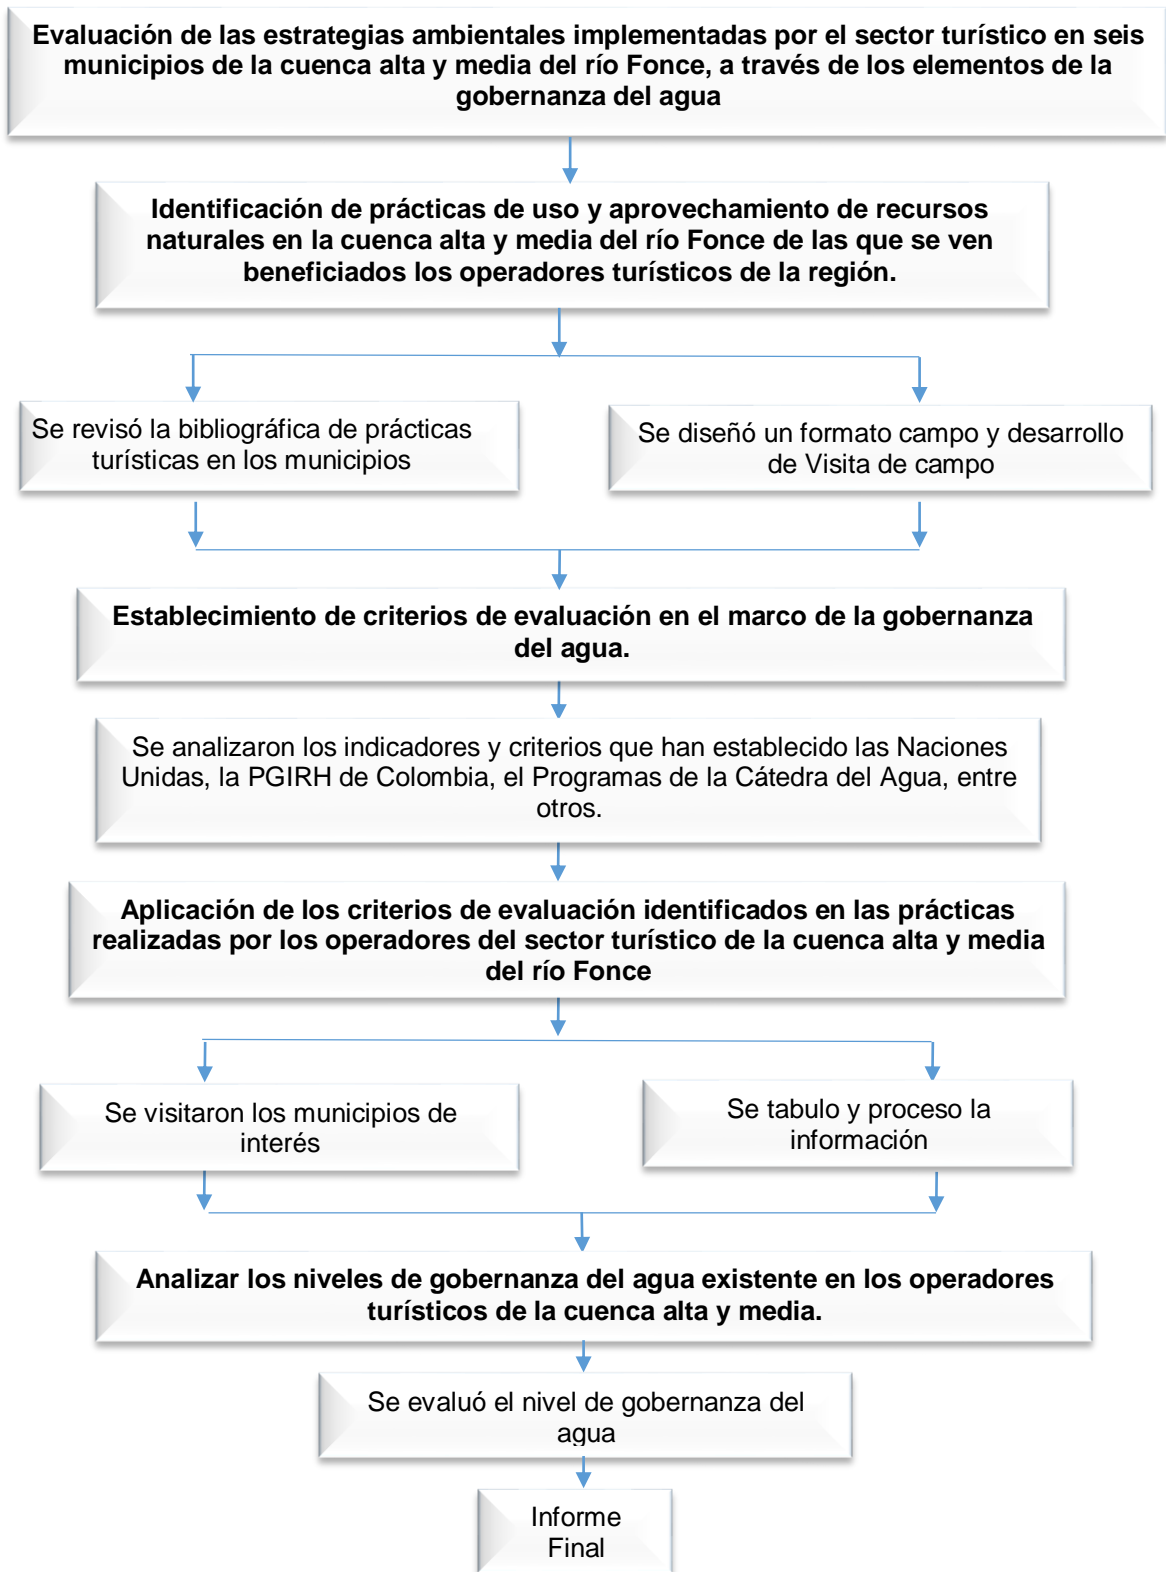 Evaluación de las estrategias ambientales implementadas por el sector turístico en seis
municipios de la cuenca alta y media del río Fonce, a través de los elementos de la
gobernanza del agua
Identificación de prácticas de uso y aprovechamiento de recursos
naturales en la cuenca alta y media del río Fonce de las que se ven
beneficiados los operadores turísticos de la región.
Se revisó la bibliográfica de prácticas
turísticas en los municipios
Se diseñó un formato campo y desarrollo
de Visita de campo
Establecimiento de criterios de evaluación en el marco de la gobernanza
del agua.
Se analizaron los indicadores y criterios que han establecido las Naciones
Unidas, la PGIRH de Colombia, el Programas de la Cátedra del Agua, entre
otros.
Aplicación de los criterios de evaluación identificados en las prácticas
realizadas por los operadores del sector turístico de la cuenca alta y media
del río Fonce
Se visitaron los municipios de
interés
Se tabulo y proceso la
información
Analizar los niveles de gobernanza del agua existente en los operadores
turísticos de la cuenca alta y media.
Se evaluó el nivel de gobernanza del
agua
Informe
Final